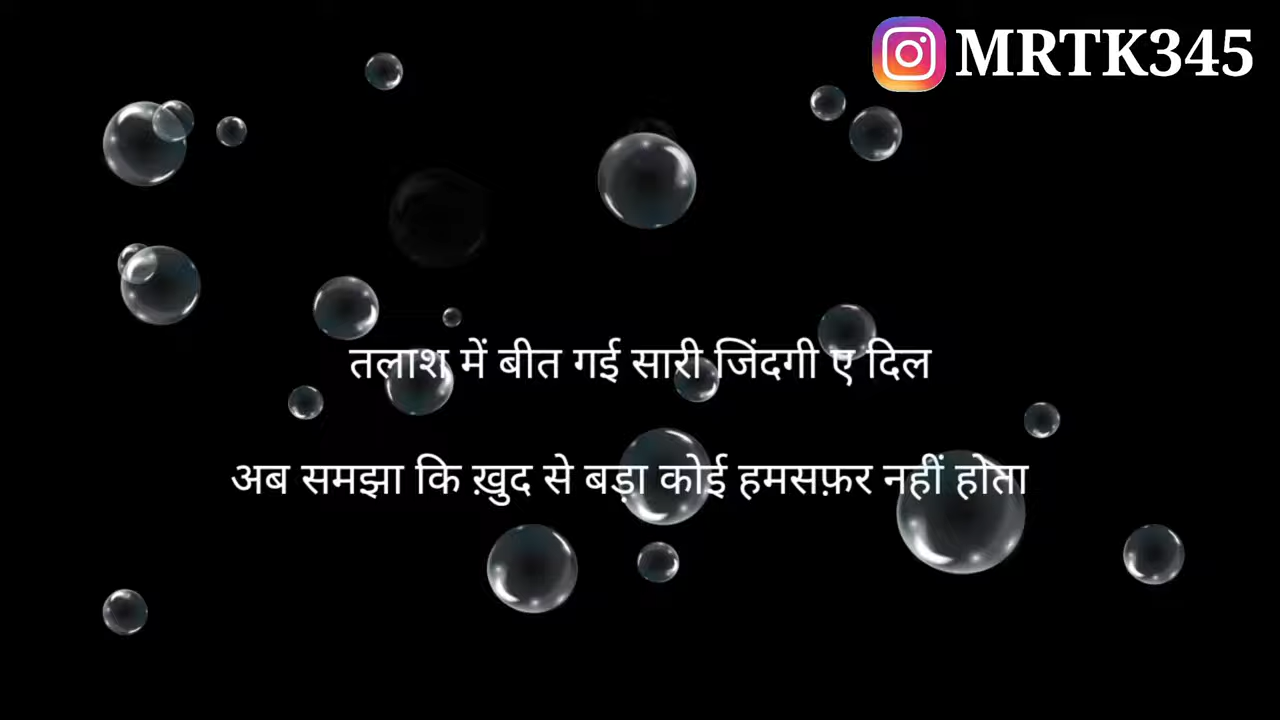 MRTK345
तलाश में बीत गई सारी जिंदगी ए दिल
अब समझा कि ख़ुद से बड़ा कोई हमसफ़र नहीं होता